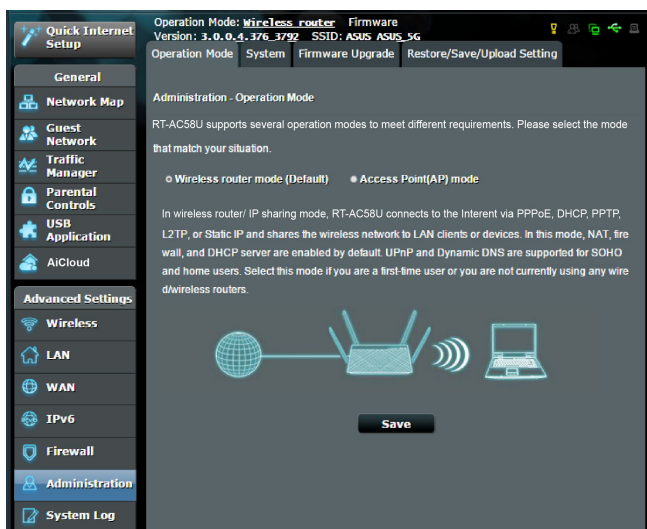 Quick Internet
Setup
General
Network Map
Guest
Network
Traffic
Manager
Parental
Controls
USB
Application
AiCloud
Advanced Settings
Wireless
LAN
WAN
IPv6
Firewall
Administration
System Log
Operation Mode: Wireless router Firmware
Version: 3.0.0.4.376_3792 SSID: ASUS ASUS_5G
Operation Mode System Firmware Upgrade Restore/Save/Upload Setting
Administration - Operation Mode
RT-AC58U supports several operation modes to meet different requirements. Please select the mode
that match your situation.
Wireless router mode (Default) Access Point(AP) mode
In wireless router/ IP sharing mode, RT-AC58U connects to the Interent via PPPoE, DHCP, PPTP,
L2TP, or Static IP and shares the wireless network to LAN clients or devices. In this mode, NAT, fire
wall, and DHCP server are enabled by default. UPnP and Dynamic DNS are supported for SOHO
and home users. Select this mode if you are a first-time user or you are not currently using any wire
d/wireless routers.
Save